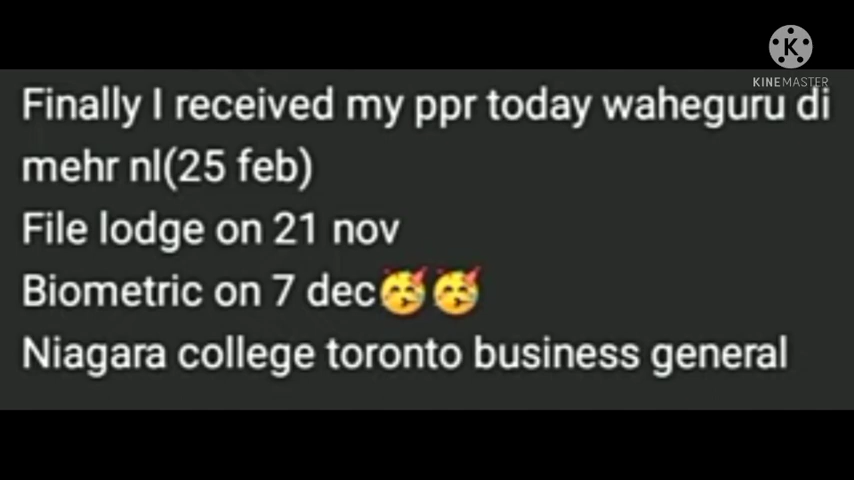 KINEMASTER
Finally I received my ppr today waheguru di
mehr nl(25 feb)
File lodge on 21 nov
Biometric on 7 dec🥳🥳
Niagara college toronto business general